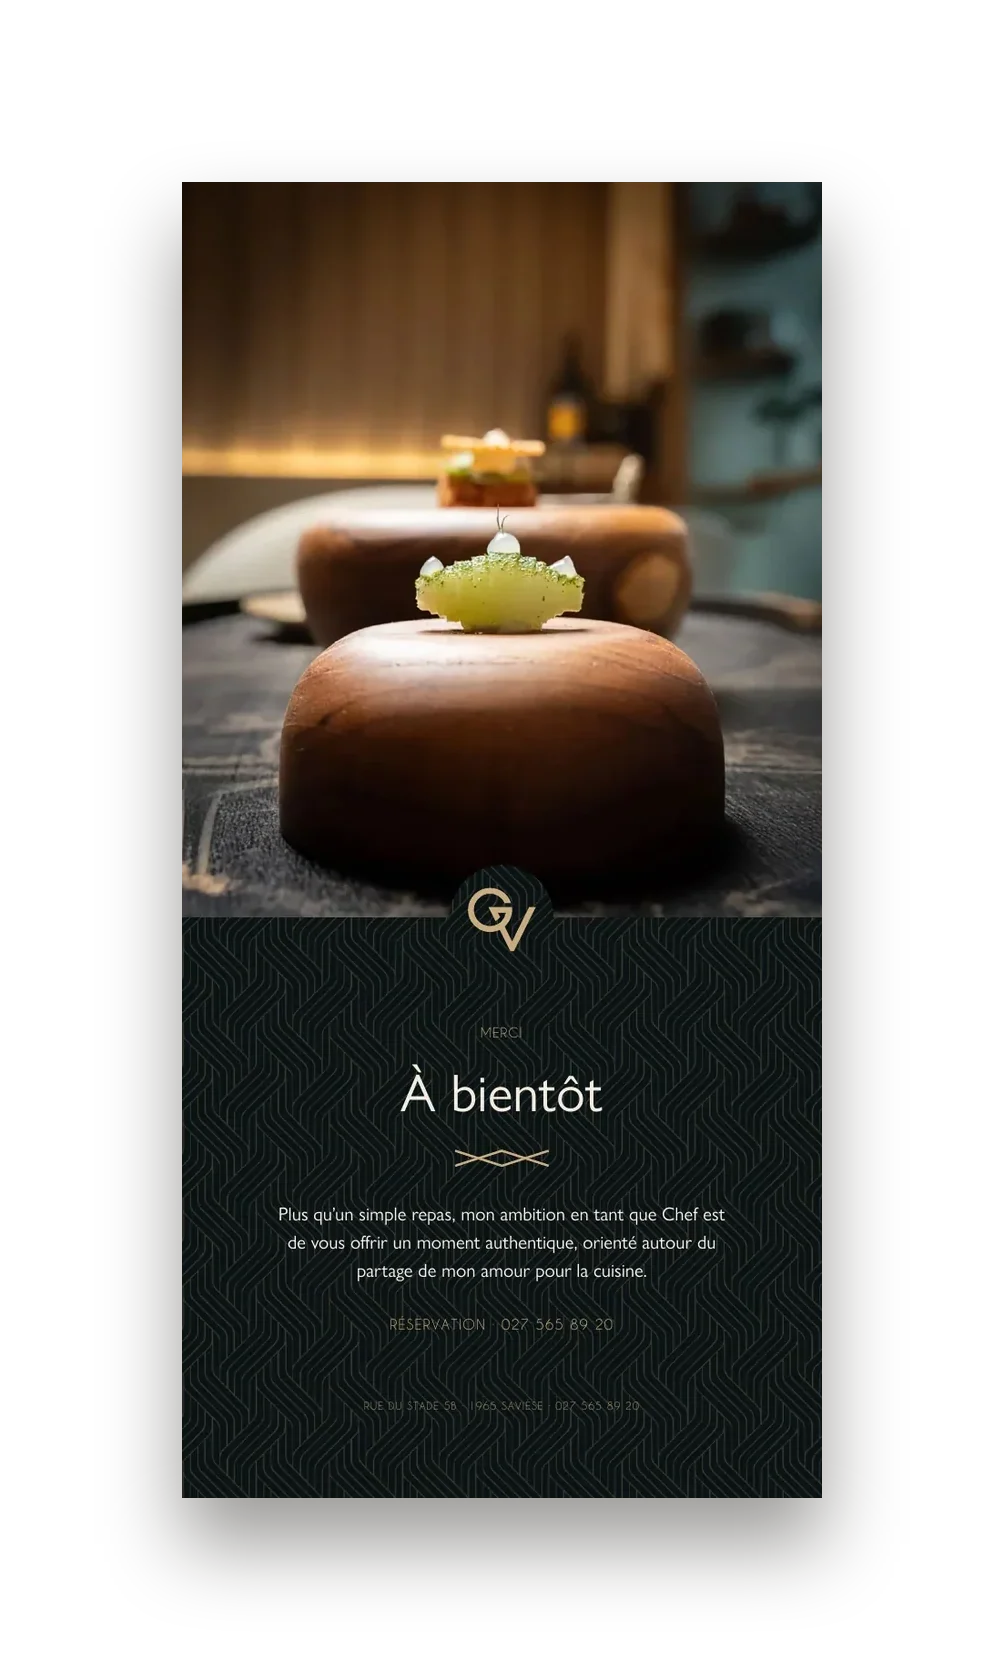 GV
MERCI
À bientôt
Plus qu'un simple repas, mon ambition en tant que Chef est
de vous offrir un moment authentique, orienté autour du
partage de mon amour pour la cuisine.
RÉSERVATION · 027 565 89 20
RUE DU STADE 58 · 1965 SAVIÈSE · 027 565 89 20